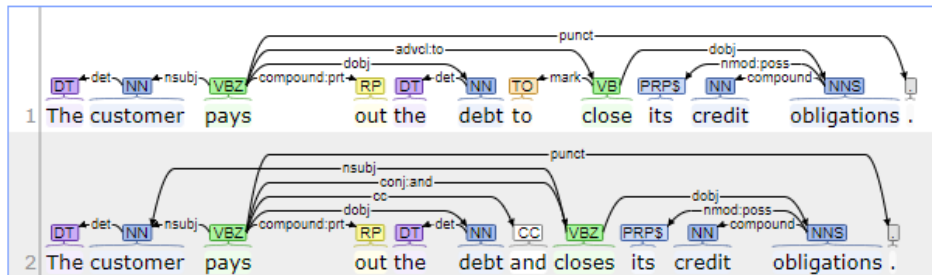 punct
advcl:to
dobj dobj
nmod:poss
det nsubj compound:prt det mark compound
DT NN VBZ RP DT NN TO VB PRP$ NN NNS .
1 The customer pays out the debt to close its credit obligations .
punct
nsubj
conj:and
cc dobj
dobj nmod:poss
det nsubj compound:prt det compound
DT NN VBZ RP DT NN CC VBZ PRP$ NN NNS .
2 The customer pays out the debt and closes its credit obligations .